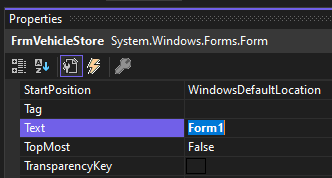 Properties
FrmVehicleStore System.Windows.Forms.Form
StartPosition WindowsDefaultLocation
Tag
Text Form1
TopMost False
TransparencyKey